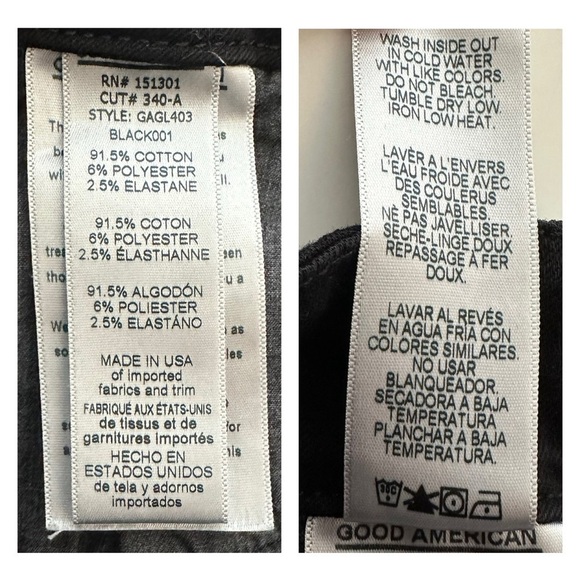 RN# 151301
CUT# 340-A
STYLE: GAGL403
BLACK001
91.5% COTTON
6% POLYESTER
2.5% ELASTANE
91.5% COTON
6% POLYESTER
2.5% ÉLASTHANNE
91.5% ALGODÓN
6% POLIESTER
2.5% ELASTÁNO
MADE IN USA
of imported
fabrics and trim
FABRIQUÉ AUX ÉTATS-UNIS
de tissus et de
garnitures importés
HECHO EN
ESTADOS UNIDOS
de tela y adornos
importados
WASH INSIDE OUT
IN COLD WATER
WITH LIKE COLORS.
DO NOT BLEACH.
TUMBLE DRY LOW.
IRON LOW HEAT.
LAVÈR A L'ENVERS
L'EAU FROIDE AVEC
DES COULERUS
SEMBLABLES.
NÈ PAS JAVELLISER.
SECHE-LINGE DOUX
REPASSAGE À FER
DOUX.
LAVAR AL REVÉS
EN AGUA FRÍA CON
COLORES SIMILARES.
NO USAR
BLANQUEADOR.
SECADORA A BAJA
TEMPERATURA
PLANCHAR A BAJA
TEMPERATURA.
GOOD AMERICAN